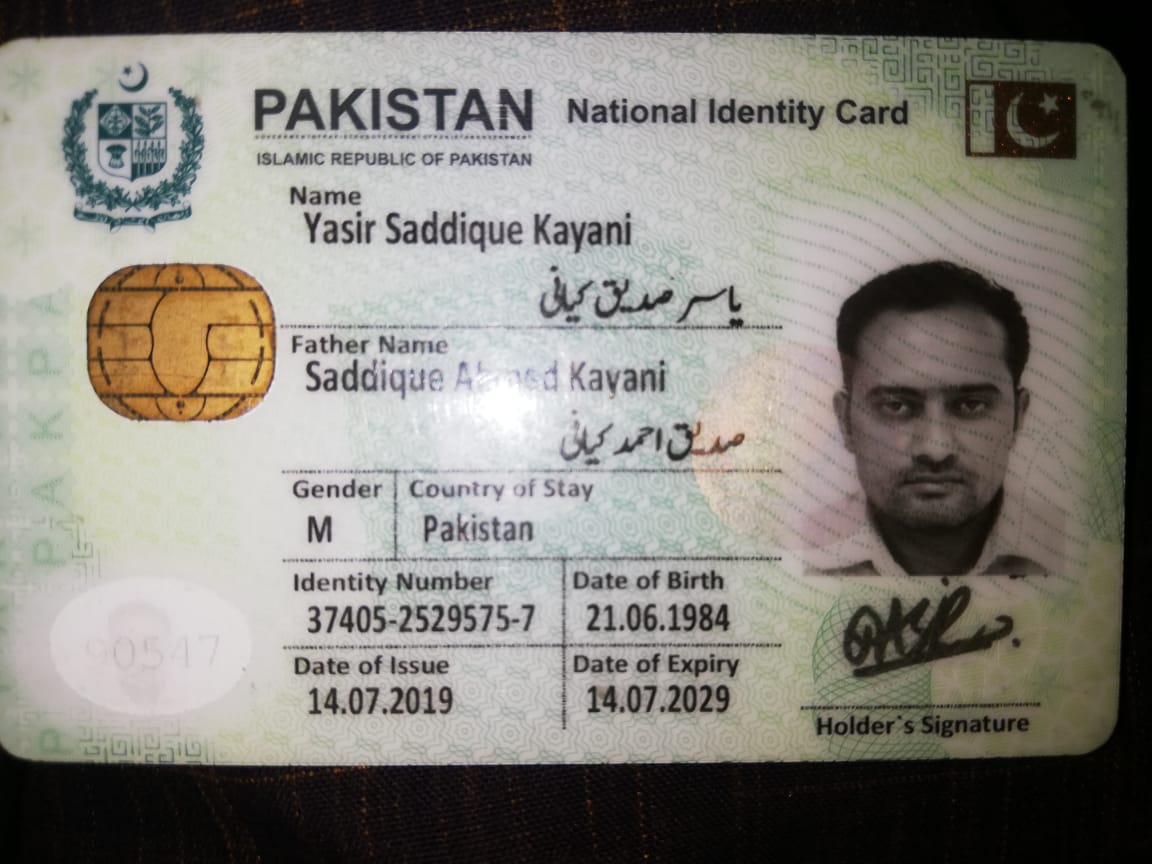 PAKISTAN National Identity Card
ISLAMIC REPUBLIC OF PAKISTAN
Name
Yasir Saddique Kayani
یاسر صدیق کیانی
Father Name
Saddique Ahmed Kayani
صدیق احمد کیانی
Gender Country of Stay
M Pakistan
Identity Number Date of Birth
37405-2529575-7 21.06.1984
Date of Issue Date of Expiry
14.07.2019 14.07.2029
Holder`s Signature
90547